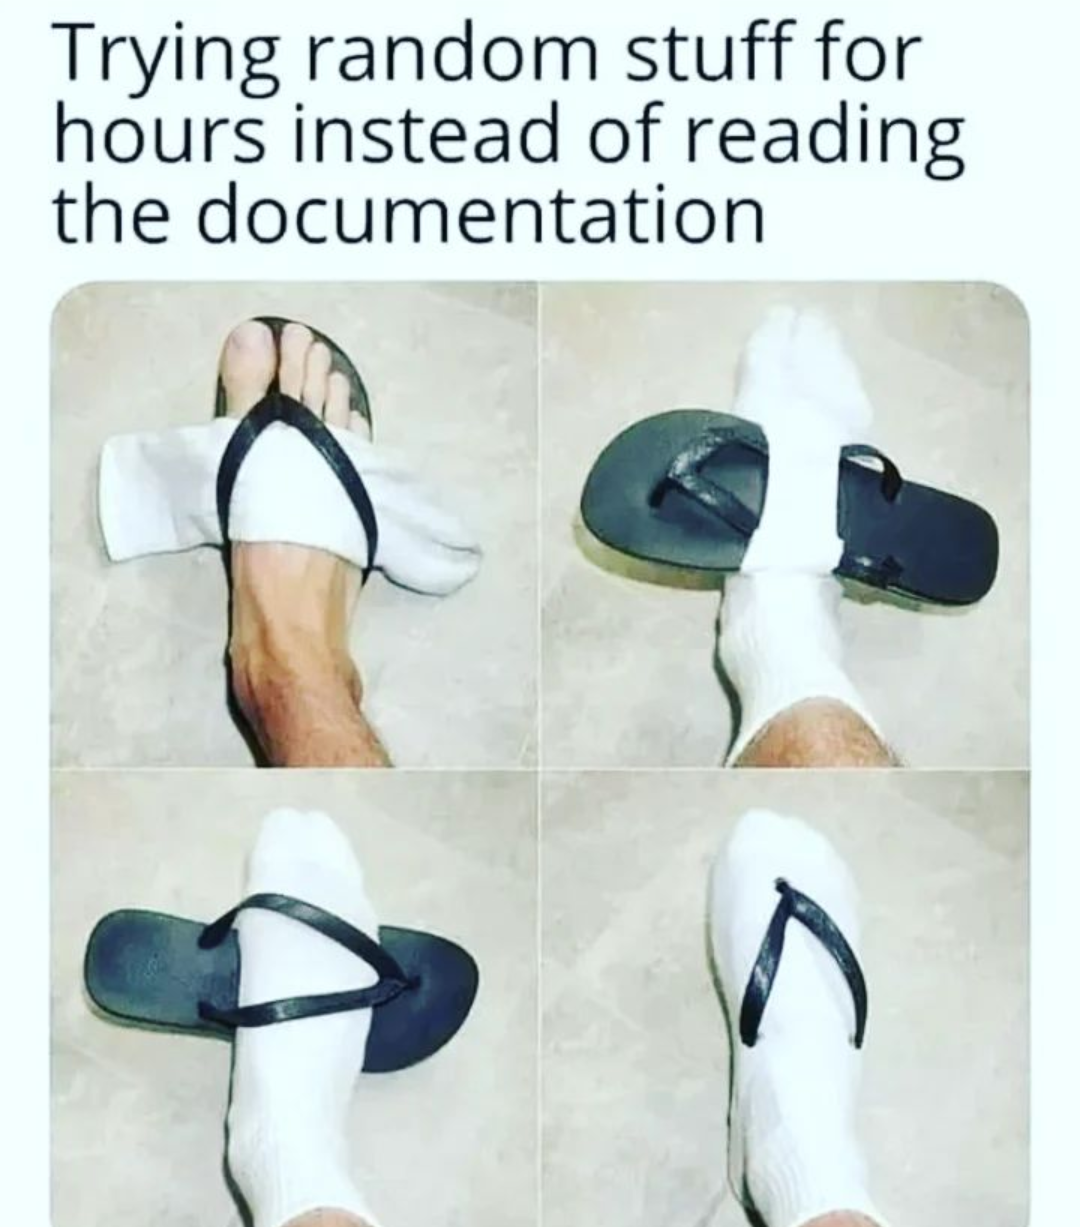 Trying random stuff for
hours instead of reading
the documentation